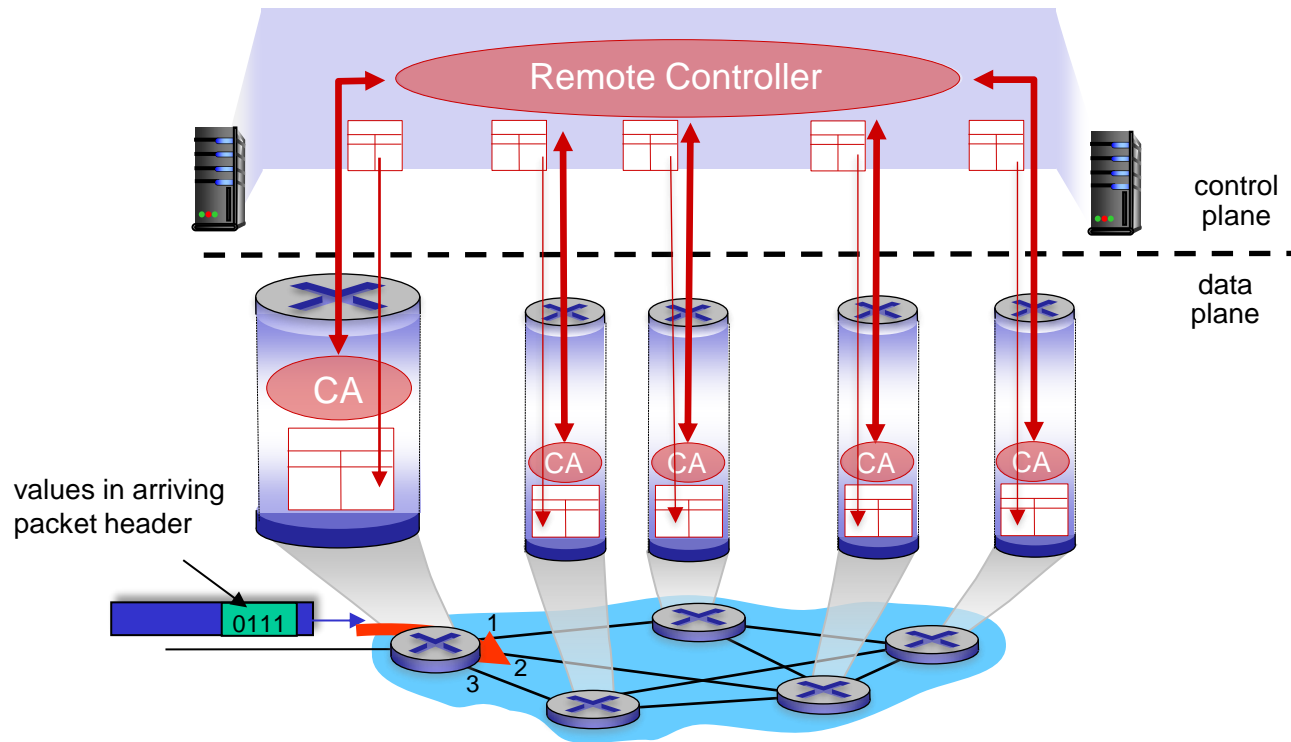 Remote Controller
control
plane
data
plane
CA
CA
CA
CA
CA
values in arriving
packet header
0111
1
2
3